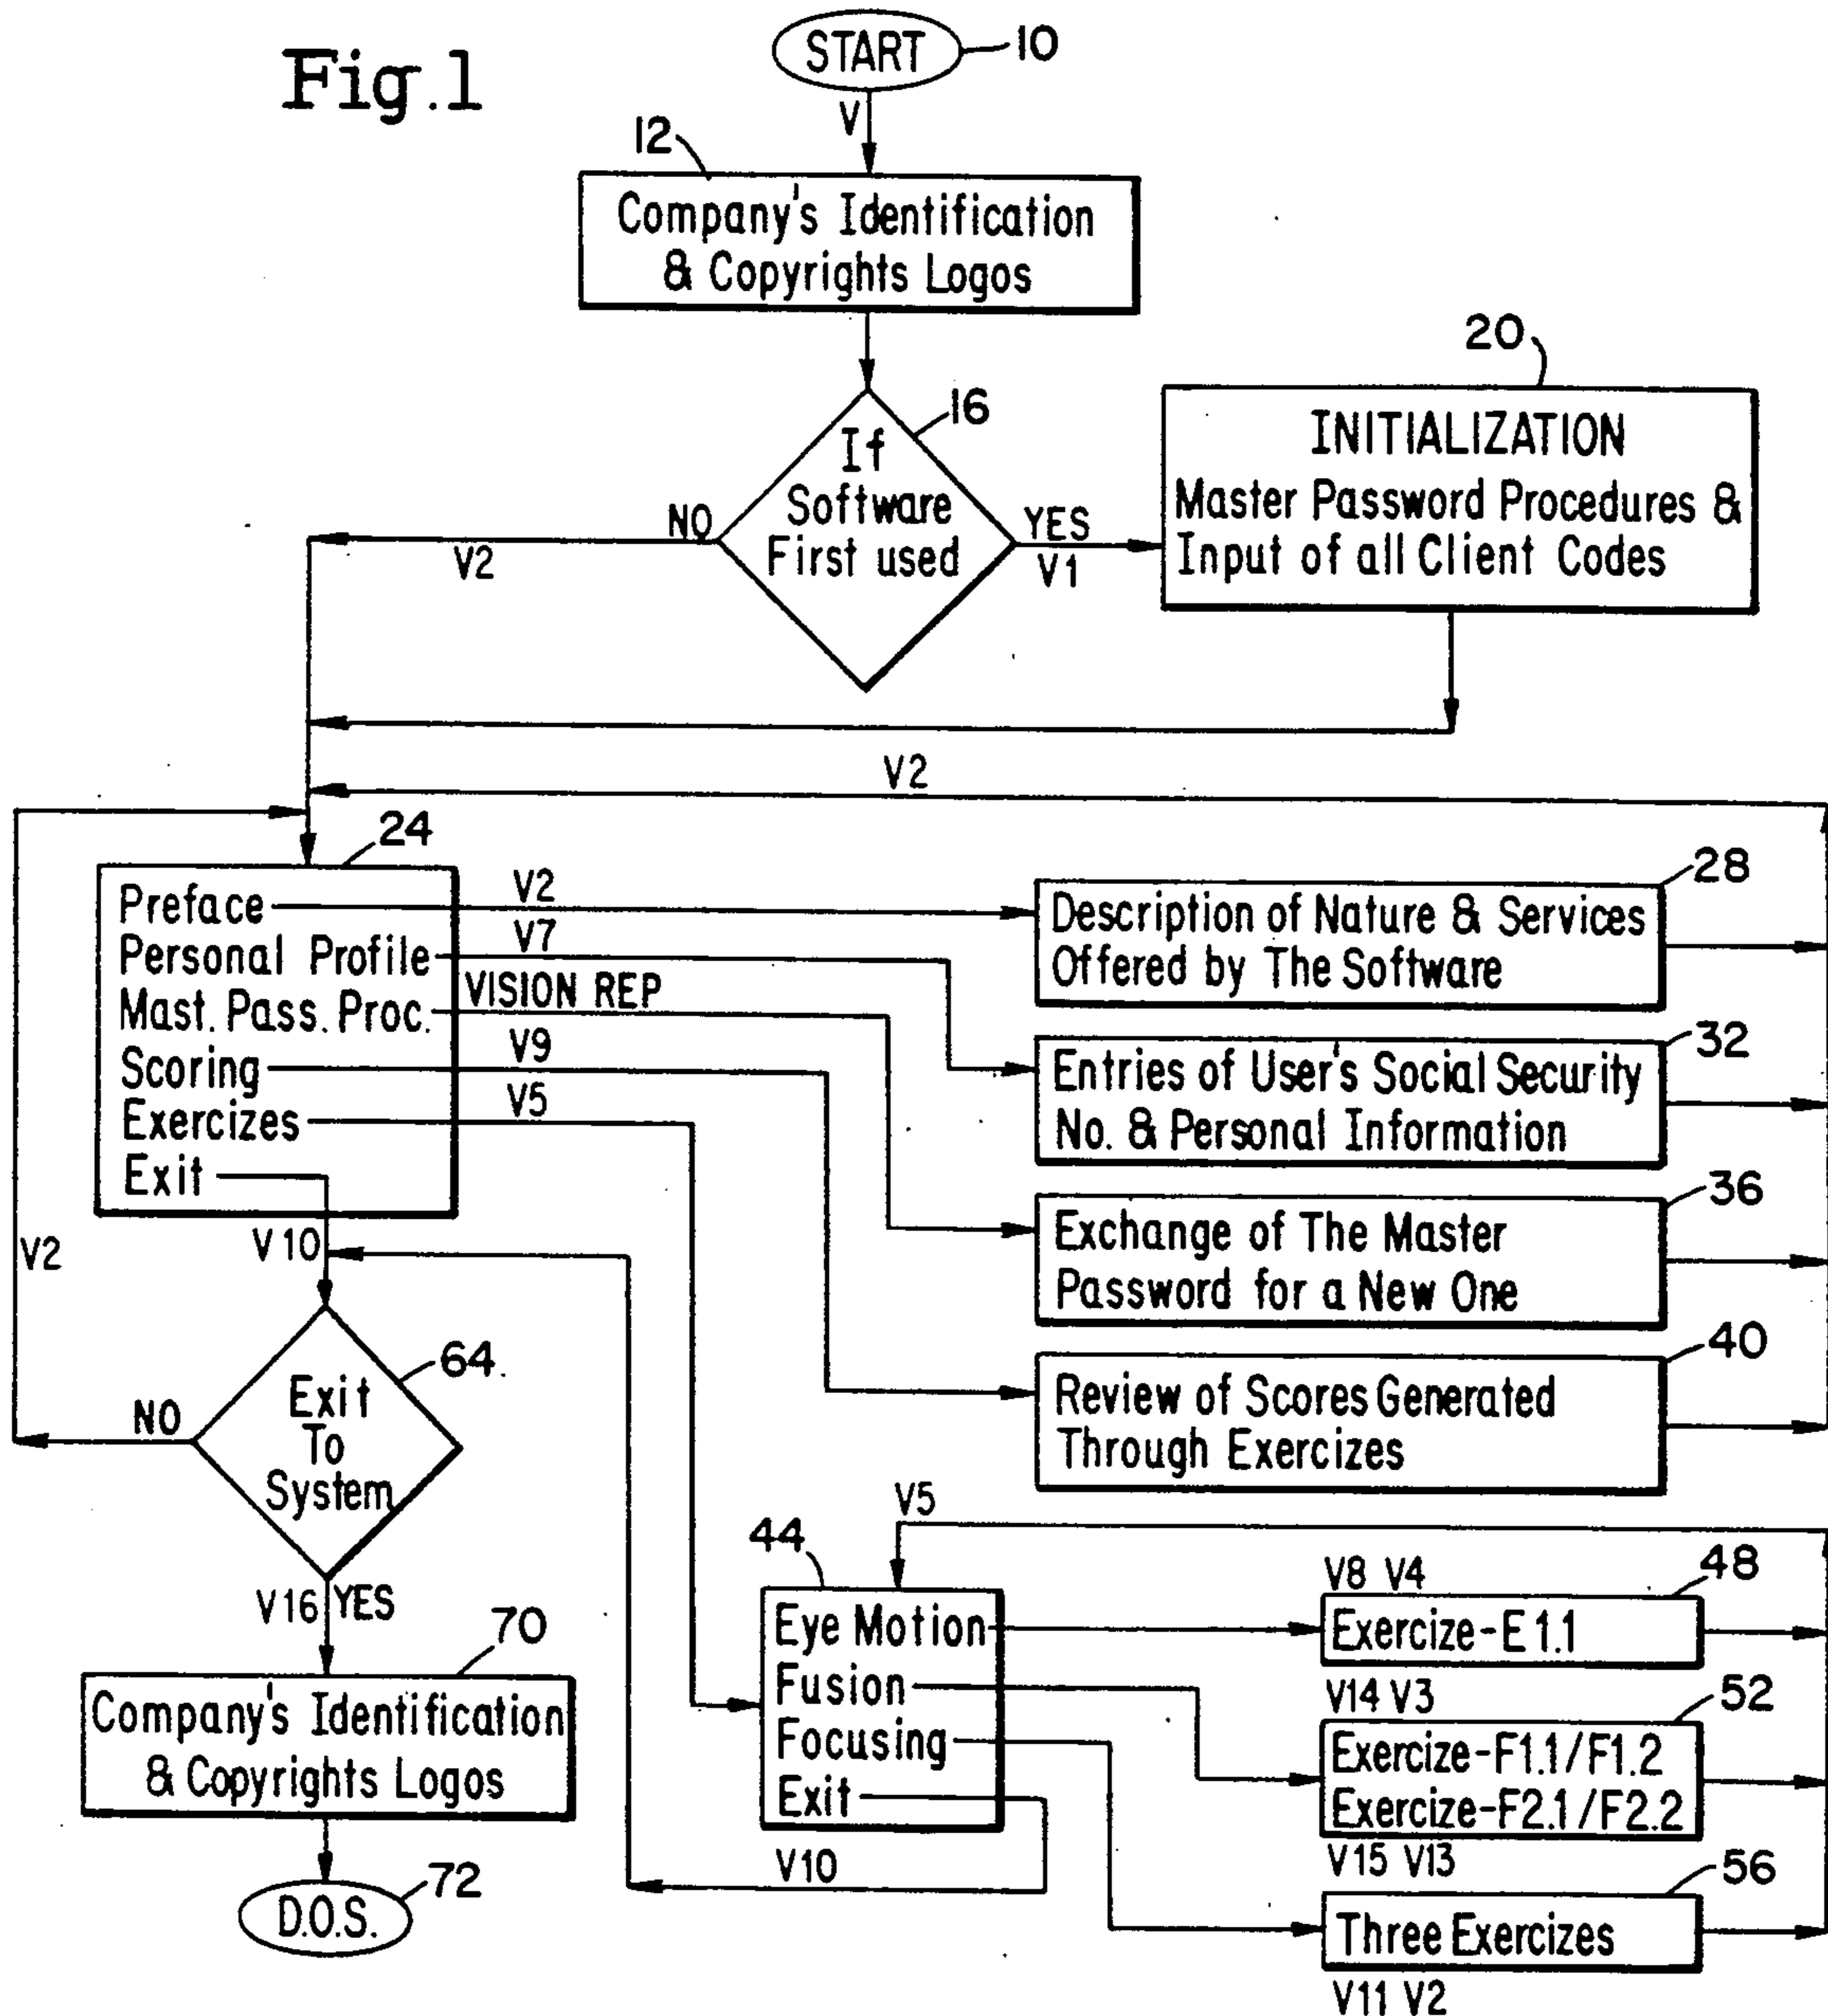 Fig.1
START
10
V
12
Company's Identification
& Copyrights Logos
16
If
Software
First used
NO
V2
YES
V1
20
INITIALIZATION
Master Password Procedures &
Input of all Client Codes
V2
24
Preface
Personal Profile
Mast. Pass. Proc.
Scoring
Exercizes
Exit
V2
V7
VISION REP
V9
V5
28
Description of Nature & Services
Offered by The Software
32
Entries of User's Social Security
No. & Personal Information
36
Exchange of The Master
Password for a New One
40
Review of Scores Generated
Through Exercizes
V2
V10
64
Exit
To
System
NO
V16 YES
70
Company's Identification
& Copyrights Logos
D.O.S.
72
V5
44
Eye Motion
Fusion
Focusing
Exit
V10
V8 V4
48
Exercize-E1.1
V14 V3
52
Exercize-F1.1/F1.2
Exercize-F2.1/F2.2
V15 V13
56
Three Exercizes
V11 V2